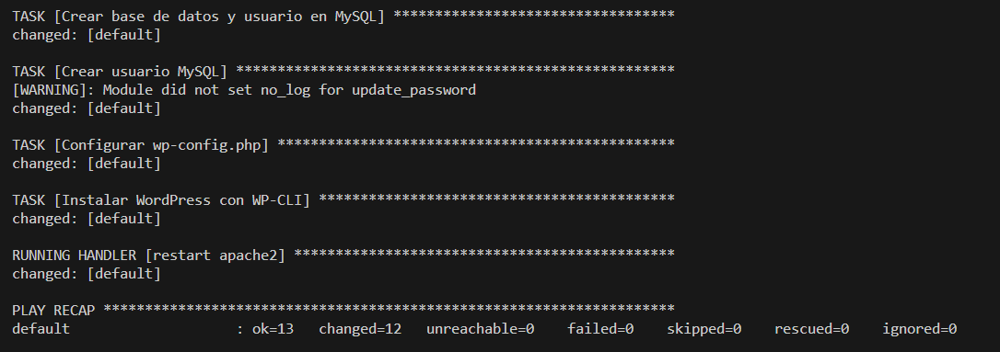 TASK [Crear base de datos y usuario en MySQL] **********************************
changed: [default]
TASK [Crear usuario MySQL] *****************************************************
[WARNING]: Module did not set no_log for update_password
changed: [default]
TASK [Configurar wp-config.php] ************************************************
changed: [default]
TASK [Instalar WordPress con WP-CLI] *******************************************
changed: [default]
RUNNING HANDLER [restart apache2] **********************************************
changed: [default]
PLAY RECAP *********************************************************************
default                    : ok=13   changed=12   unreachable=0    failed=0    skipped=0    rescued=0    ignored=0